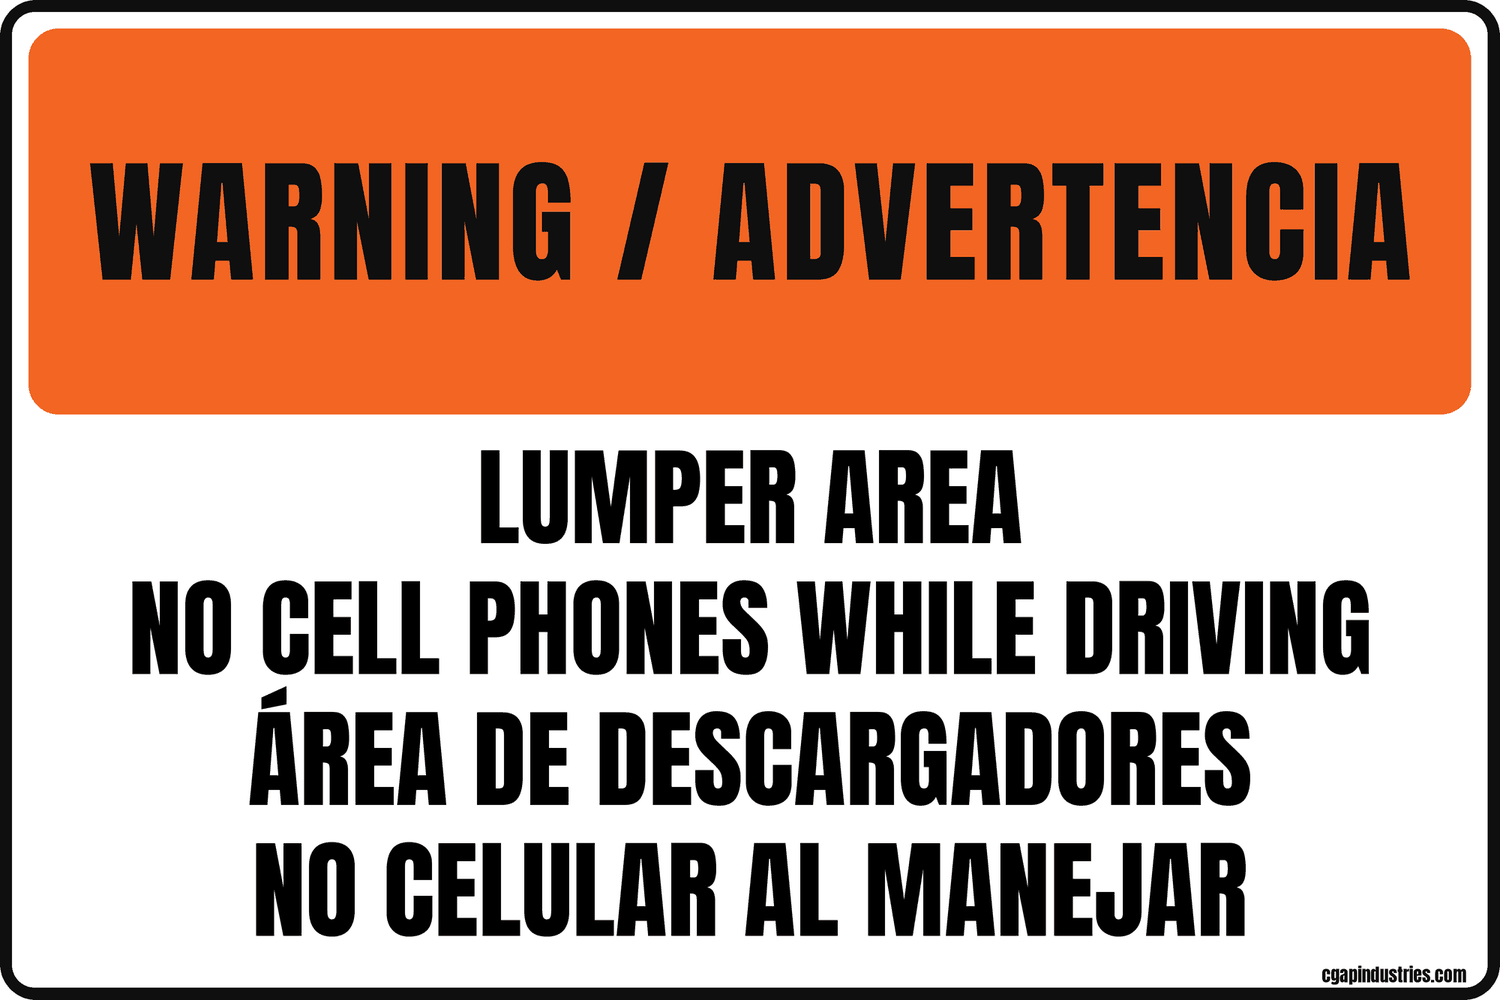 WARNING / ADVERTENCIA
LUMPER AREA
NO CELL PHONES WHILE DRIVING
ÁREA DE DESCARGADORES
NO CELULAR AL MANEJAR
cgapindustries.com